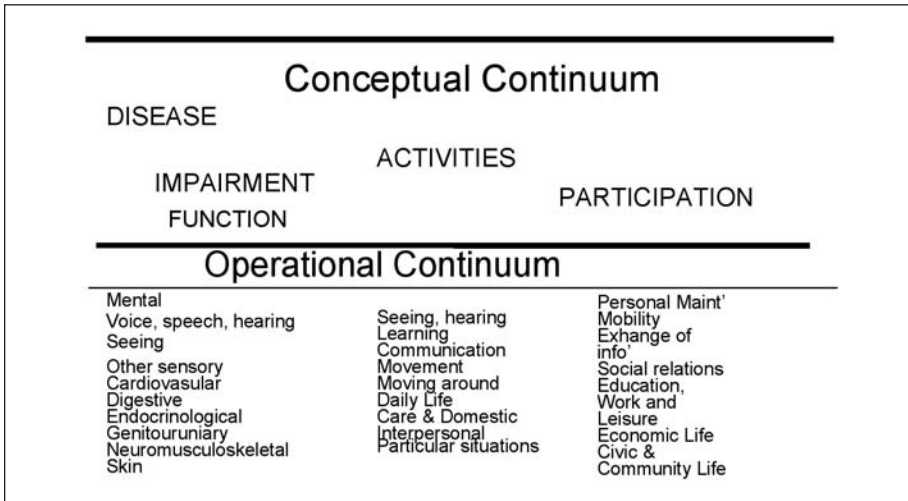 Conceptual Continuum
DISEASE
ACTIVITIES
IMPAIRMENT
PARTICIPATION
FUNCTION
Operational Continuum
Mental
Voice, speech, hearing
Seeing
Other sensory
Cardiovasular
Digestive
Endocrinological
Genitouruniary
Neuromusculoskeletal
Skin
Seeing, hearing
Learning
Communication
Movement
Moving around
Daily Life
Care & Domestic
Interpersonal
Particular situations
Personal Maint’
Mobility
Exhange of
info’
Social relations
Education,
Work and
Leisure
Economic Life
Civic &
Community Life